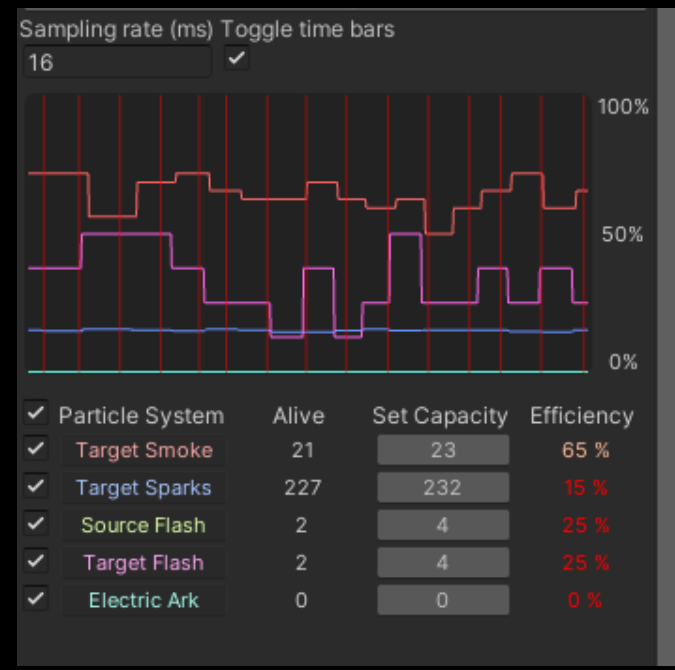 Sampling rate (ms) Toggle time bars
16
100%
50%
0%
Particle System Alive Set Capacity Efficiency
Target Smoke 21 23 65 %
Target Sparks 227 232 15 %
Source Flash 2 4 25 %
Target Flash 2 4 25 %
Electric Ark 0 0 0 %